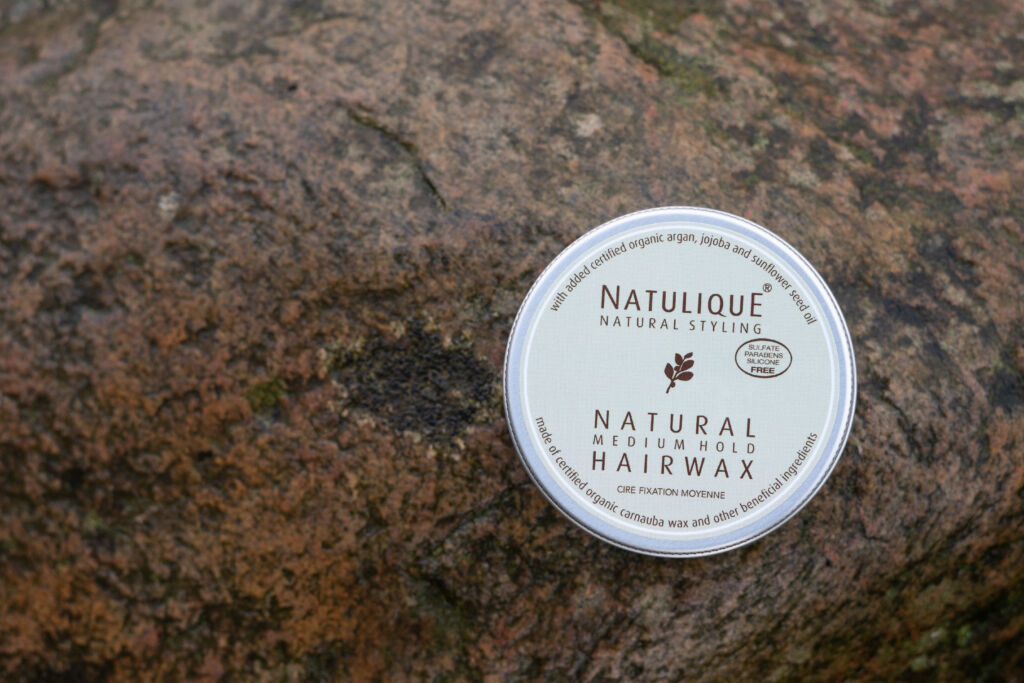 with added certified organic argan, jojoba and sunflower seed oil
NATULIQUE®
NATURAL STYLING
SULFATE
PARABENS
SILICONE
FREE
NATURAL
MEDIUM HOLD
HAIRWAX
CIRE FIXATION MOYENNE
made of certified organic carnauba wax and other beneficial ingredients